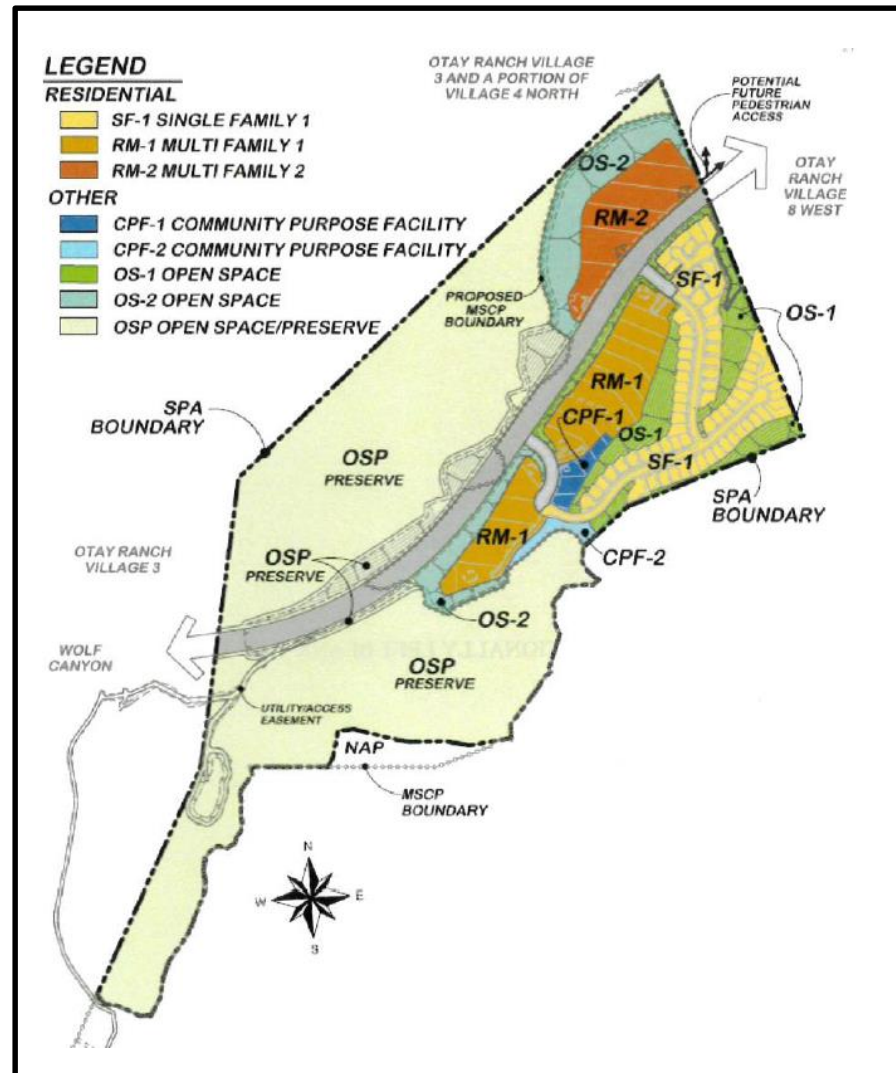 LEGEND
RESIDENTIAL
SF-1 SINGLE FAMILY 1
RM-1 MULTI FAMILY 1
RM-2 MULTI FAMILY 2
OTHER
CPF-1 COMMUNITY PURPOSE FACILITY
CPF-2 COMMUNITY PURPOSE FACILITY
OS-1 OPEN SPACE
OS-2 OPEN SPACE
OSP OPEN SPACE/PRESERVE
OTAY RANCH VILLAGE
3 AND A PORTION OF
VILLAGE 4 NORTH
POTENTIAL
FUTURE
PEDESTRIAN
ACCESS
OTAY
RANCH
VILLAGE
8 WEST
OS-2
RM-2
SF-1
PROPOSED
MSCP
BOUNDARY
OS-1
RM-1
SPA
BOUNDARY
CPF-1
OS-1
SF-1
OSP
PRESERVE
SPA
BOUNDARY
RM-1
CPF-2
OTAY RANCH
VILLAGE 3
OSP
PRESERVE
OS-2
WOLF
CANYON
OSP
PRESERVE
UTILITY/ACCESS
EASEMENT
NAP
MSCP
BOUNDARY
N
W
E
S